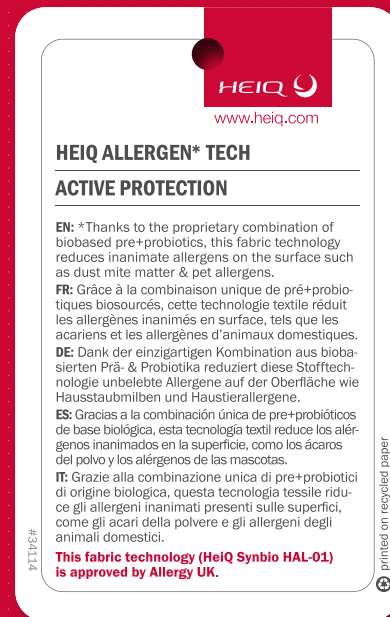 HEIQ
www.heiq.com
HEIQ ALLERGEN* TECH
ACTIVE PROTECTION
EN: *Thanks to the proprietary combination of
biobased pre+probiotics, this fabric technology
reduces inanimate allergens on the surface such
as dust mite matter & pet allergens.
FR: Grâce à la combinaison unique de pré+probio-
tiques biosourcés, cette technologie textile réduit
les allergènes inanimés en surface, tels que les
acariens et les allergènes d'animaux domestiques.
DE: Dank der einzigartigen Kombination aus bioba-
sierten Prä- & Probiotika reduziert diese Stofftech-
nologie unbelebte Allergene auf der Oberfläche wie
Hausstaubmilben und Haustierallergene.
ES: Gracias a la combinación única de pre+probióticos
de base biológica, esta tecnología textil reduce los alér-
genos inanimados en la superficie, como los ácaros
del polvo y los alérgenos de las mascotas.
IT: Grazie alla combinazione unica di pre+probiotici
di origine biologica, questa tecnologia tessile ridu-
ce gli allergeni inanimati presenti sulle superfici,
come gli acari della polvere e gli allergeni degli
animali domestici.
This fabric technology (HeiQ Synbio HAL-01)
is approved by Allergy UK.
#34114
printed on recycled paper